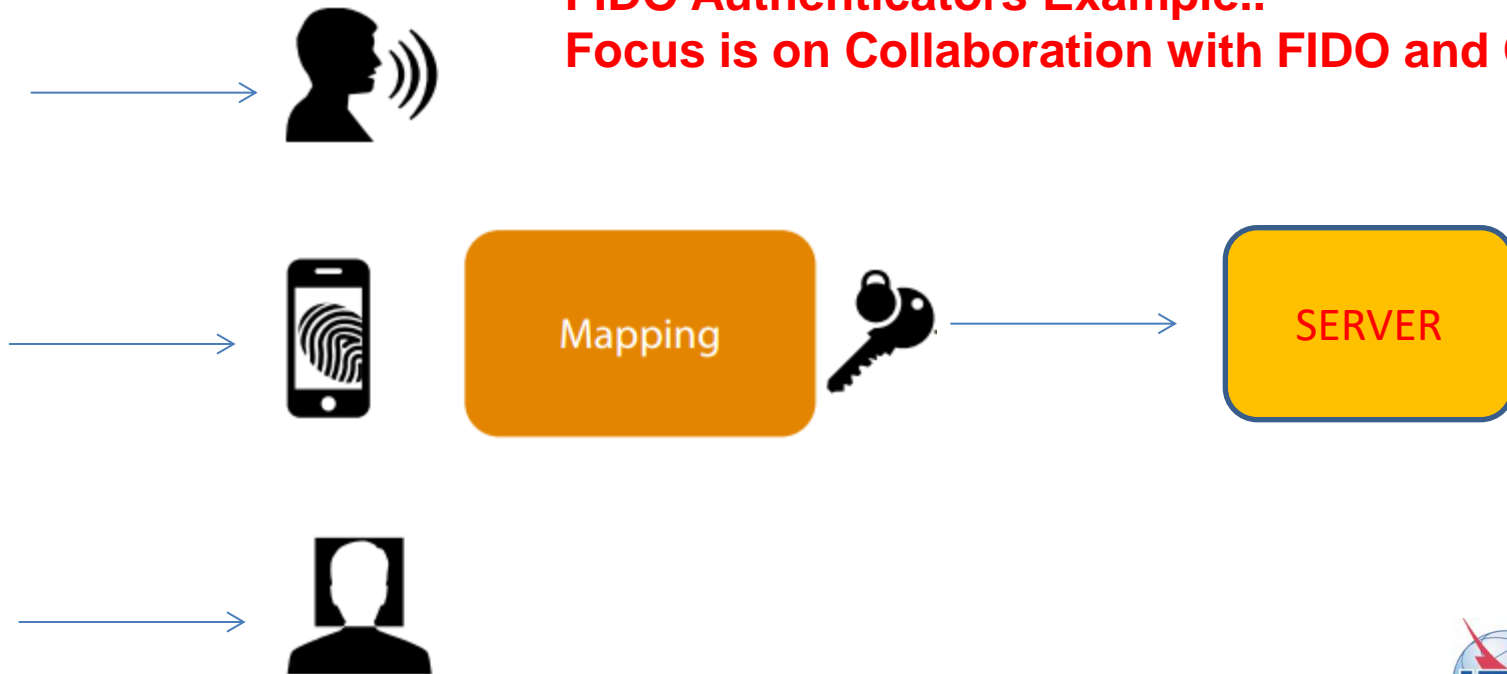 FIDO Authenticators Example..
Focus is on Collaboration with FIDO and
Mapping
SERVER